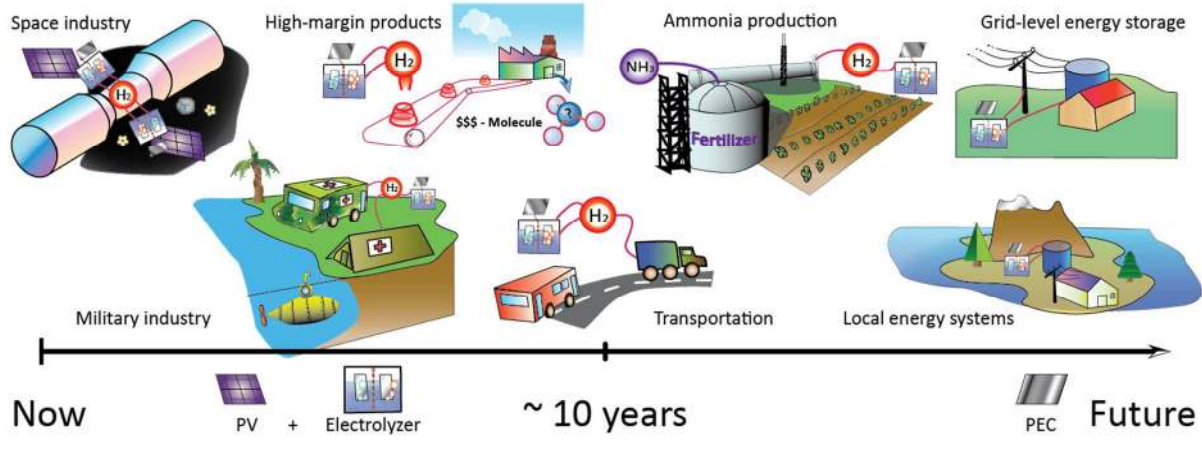 Space industry
High-margin products
Ammonia production
Grid-level energy storage
H₂
H₂
$$$ - Molecule
?
NH₃
H₂
Fertilizer
H₂
H₂
Military industry
Transportation
Local energy systems
Now
PV + Electrolyzer
~ 10 years
PEC
Future